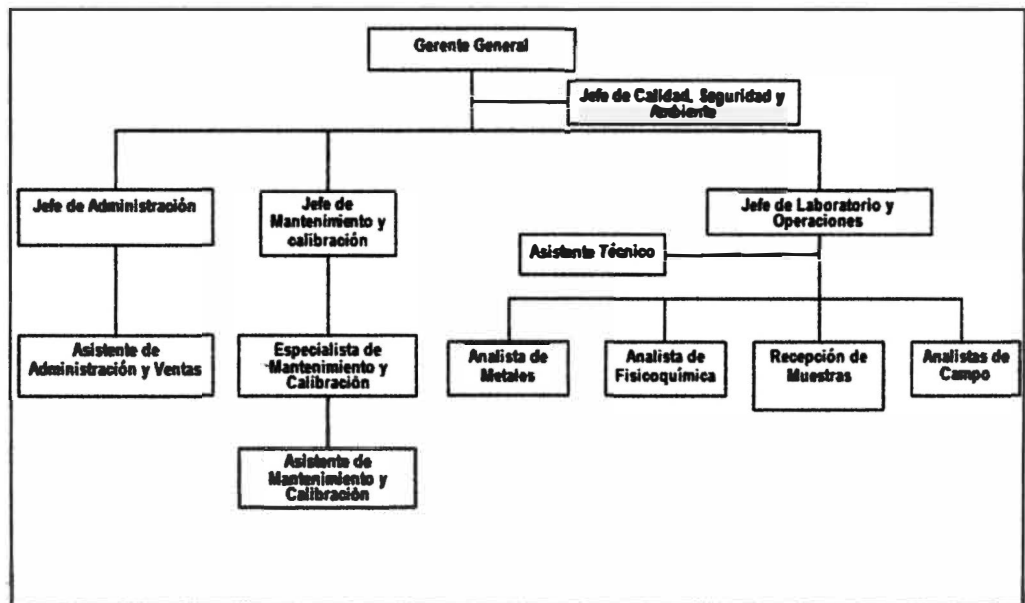 Gerente General
Jefe de Calidad, Seguridad y
Ambiente
Jefe de Administración
Jefe de
Mantenimiento y
calibración
Jefe de Laboratorio y
Operaciones
Asistente Técnico
Asistente de
Administración y Ventas
Especialista de
Mantenimiento y
Calibración
Analista de
Metales
Analista de
Fisicoquímica
Recepción de
Muestras
Analistas de
Campo
Asistente de
Mantenimiento y
Calibración